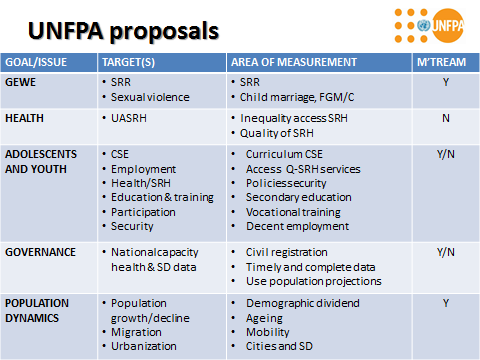 UNFPA proposals
UNFPA
GOAL/ISSUE TARGET(S) AREA OF MEASUREMENT M'TREAM
GEWE • SRR • SRR Y
• Sexual violence • Child marriage, FGM/C
HEALTH • UASRH • Inequality access SRH N
• Quality of SRH
ADOLESCENTS • CSE • Curriculum CSE Y/N
AND YOUTH • Employment • Access Q-SRH services
• Health/SRH • Policies security
• Education & training • Secondary education
• Participation • Vocational training
• Security • Decent employment
GOVERNANCE • National capacity • Civil registration Y/N
health & SD data • Timely and complete data
• Use population projections
POPULATION • Population • Demographic dividend Y
DYNAMICS growth/decline • Ageing
• Migration • Mobility
• Urbanization • Cities and SD